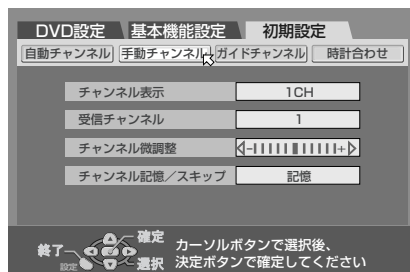 DVD設定 基本機能設定 初期設定
自動チャンネル 手動チャンネル ガイドチャンネル 時計合わせ
チャンネル表示 1CH
受信チャンネル 1
チャンネル微調整 - +
チャンネル記憶／スキップ 記憶
確定
終了
設定 選択
カーソルボタンで選択後、
決定ボタンで確定してください